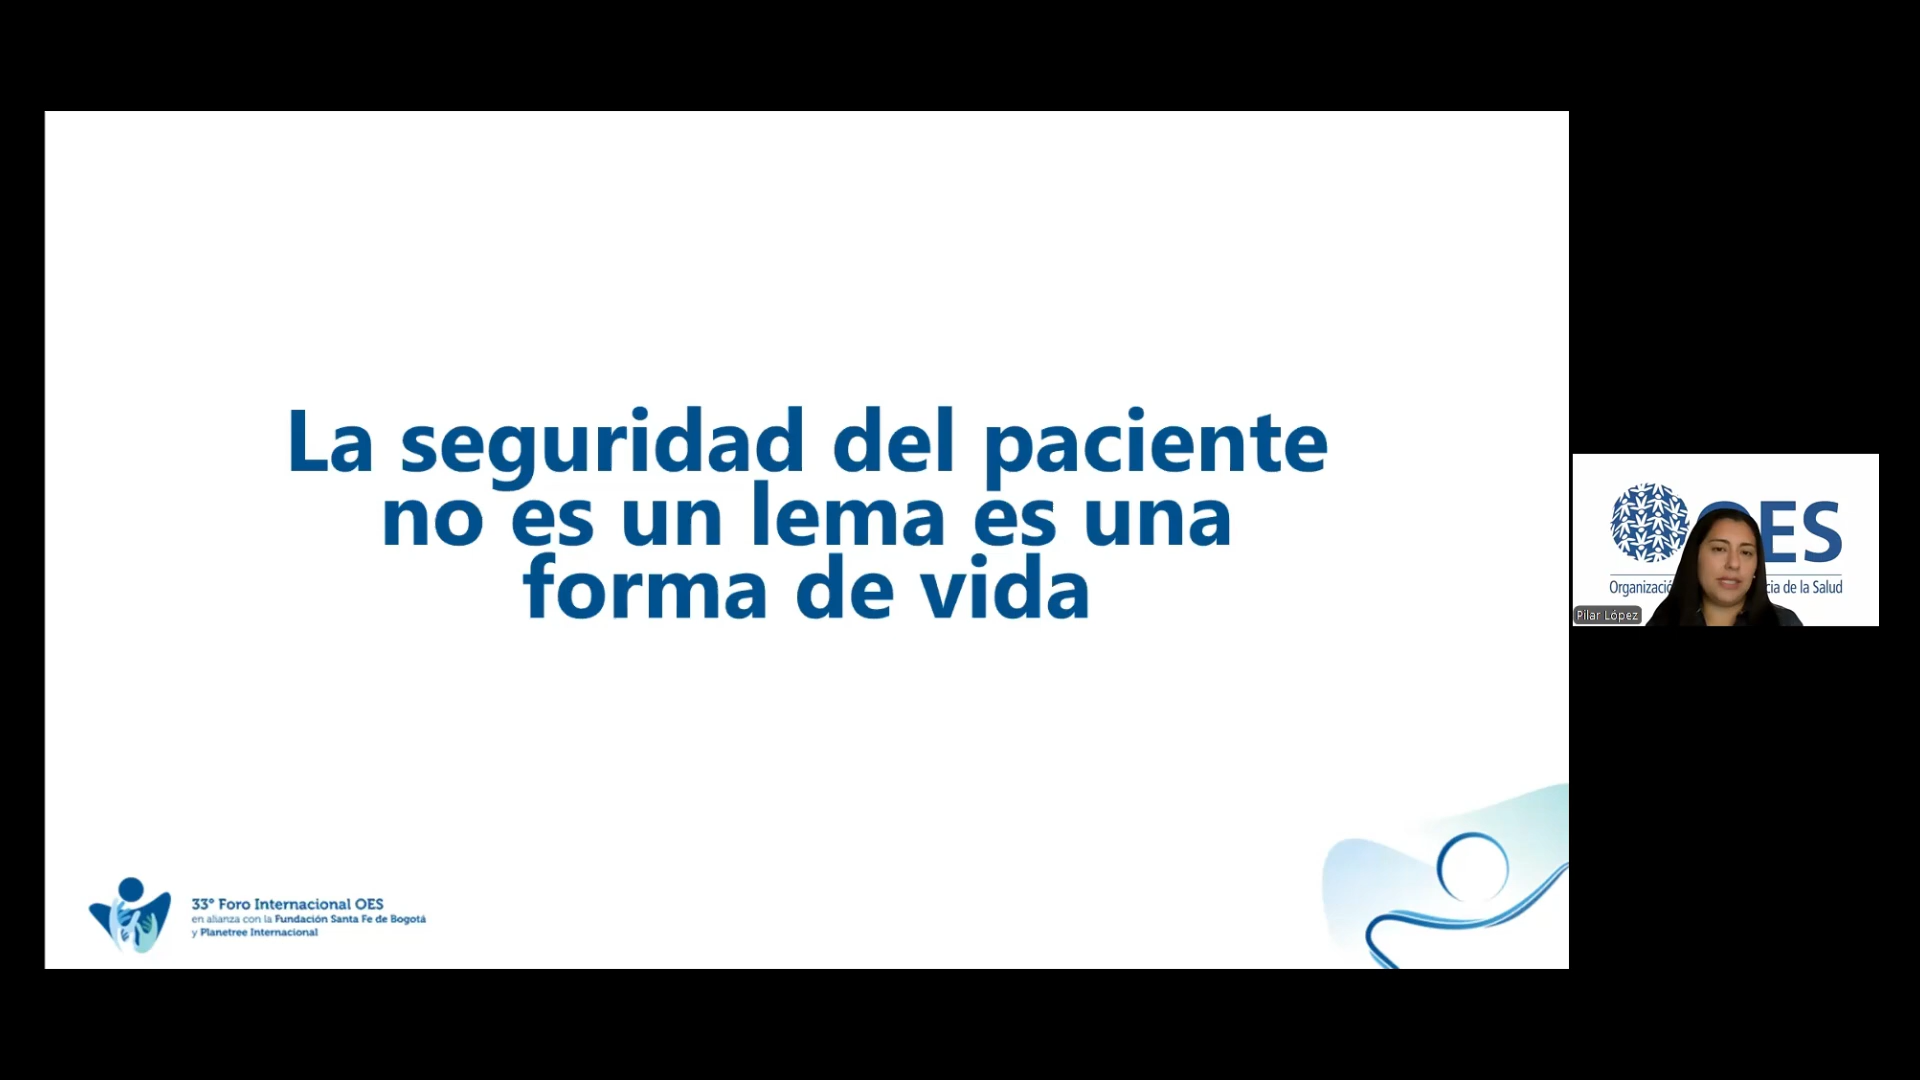 La seguridad del paciente
no es un lema es una
forma de vida
33° Foro Internacional OES
en alianza con la Fundación Santa Fe de Bogotá
y Planetree Internacional
ES
Organizació cia de la Salud
Pilar López